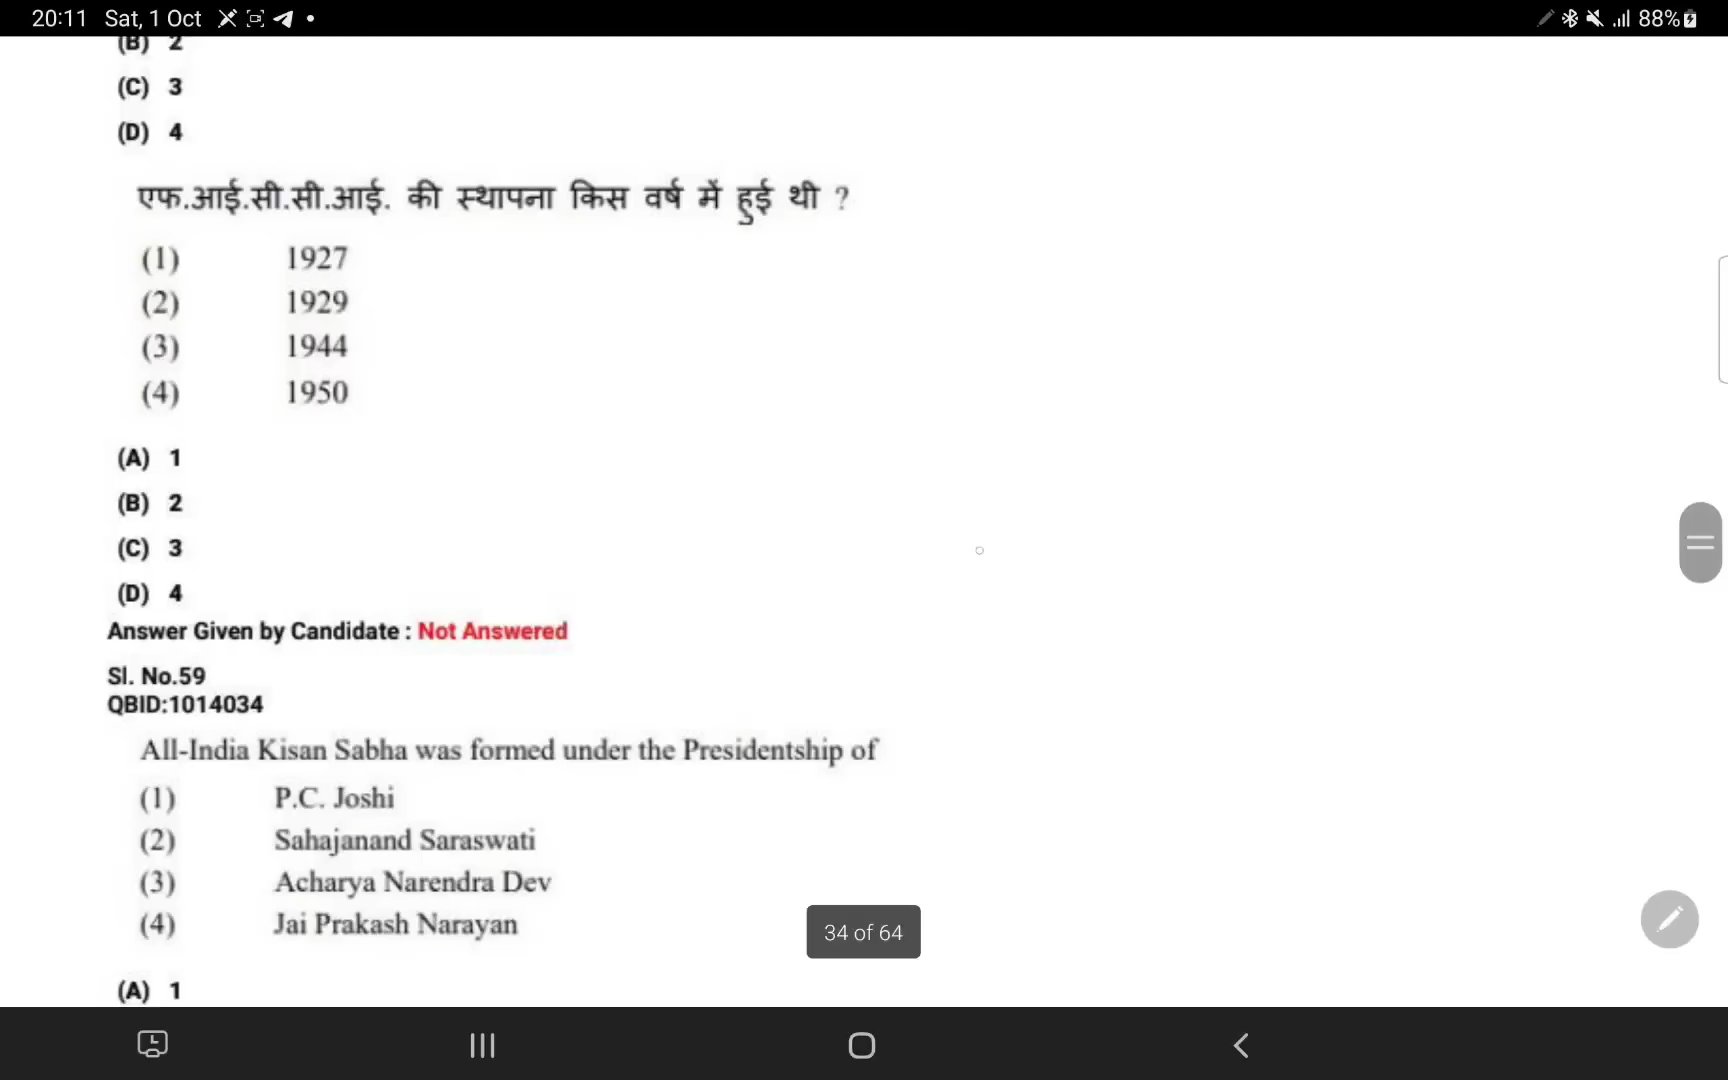 20:11 Sat, 1 Oct
88%
(B) 2
(C) 3
(D) 4
एफ.आई.सी.सी.आई. की स्थापना किस वर्ष में हुई थी ?
(1) 1927
(2) 1929
(3) 1944
(4) 1950
(A) 1
(B) 2
(C) 3
(D) 4
Answer Given by Candidate : Not Answered
Sl. No.59
QBID:1014034
All-India Kisan Sabha was formed under the Presidentship of
(1) P.C. Joshi
(2) Sahajanand Saraswati
(3) Acharya Narendra Dev
(4) Jai Prakash Narayan
34 of 64
(A) 1